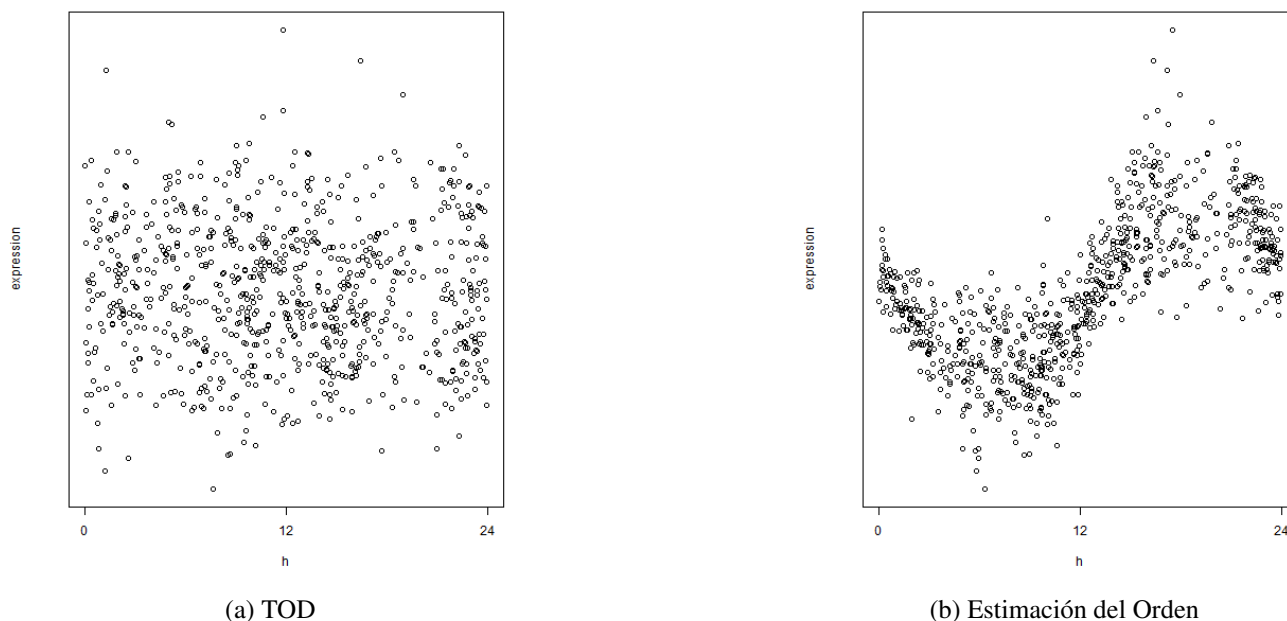 expression
0
12
24
h
(a) TOD
expression
0
12
24
h
(b) Estimación del Orden